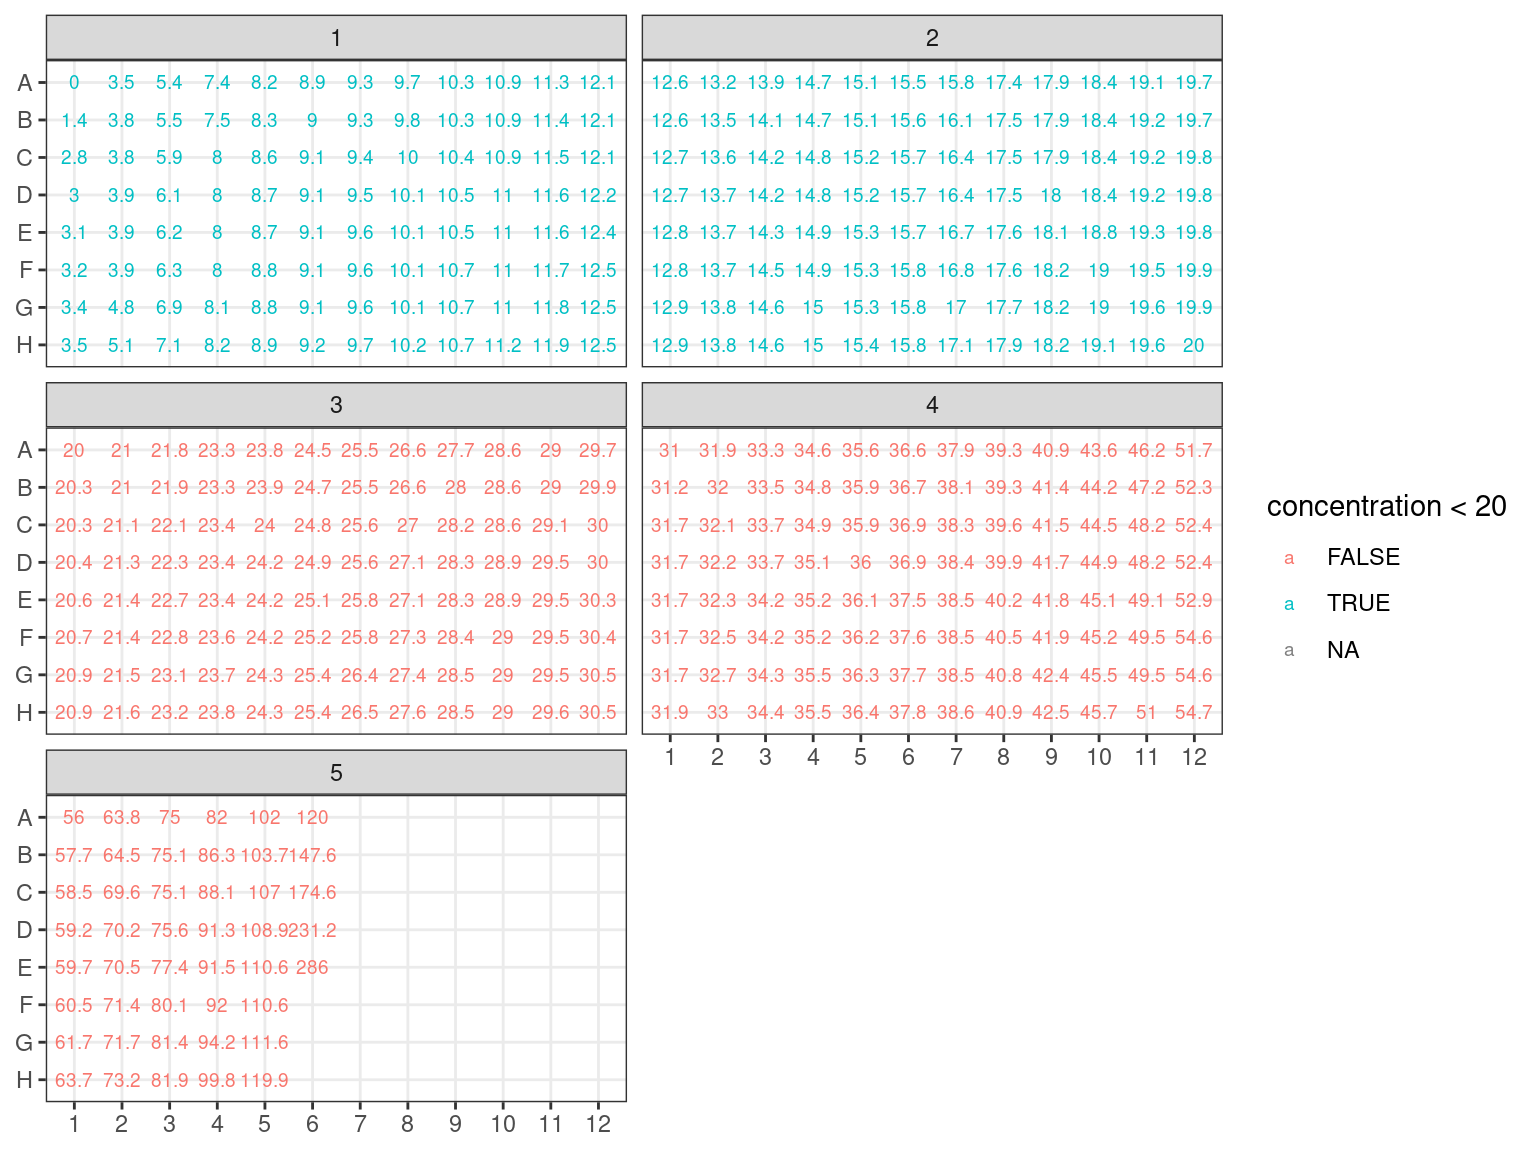 1
A 0 3.5 5.4 7.4 8.2 8.9 9.3 9.7 10.3 10.9 11.3 12.1
B 1.4 3.8 5.5 7.5 8.3 9 9.3 9.8 10.3 10.9 11.4 12.1
C 2.8 3.8 5.9 8 8.6 9.1 9.4 10 10.4 10.9 11.5 12.1
D 3 3.9 6.1 8 8.7 9.1 9.5 10.1 10.5 11 11.6 12.2
E 3.1 3.9 6.2 8 8.7 9.1 9.6 10.1 10.5 11 11.6 12.4
F 3.2 3.9 6.3 8 8.8 9.1 9.6 10.1 10.7 11 11.7 12.5
G 3.4 4.8 6.9 8.1 8.8 9.1 9.6 10.1 10.7 11 11.8 12.5
H 3.5 5.1 7.1 8.2 8.9 9.2 9.7 10.2 10.7 11.2 11.9 12.5
2
12.6 13.2 13.9 14.7 15.1 15.5 15.8 17.4 17.9 18.4 19.1 19.7
12.6 13.5 14.1 14.7 15.1 15.6 16.1 17.5 17.9 18.4 19.2 19.7
12.7 13.6 14.2 14.8 15.2 15.7 16.4 17.5 17.9 18.4 19.2 19.8
12.7 13.7 14.2 14.8 15.2 15.7 16.4 17.5 18 18.4 19.2 19.8
12.8 13.7 14.3 14.9 15.3 15.7 16.7 17.6 18.1 18.8 19.3 19.8
12.8 13.7 14.5 14.9 15.3 15.8 16.8 17.6 18.2 19 19.5 19.9
12.9 13.8 14.6 15 15.3 15.8 17 17.7 18.2 19 19.6 19.9
12.9 13.8 14.6 15 15.4 15.8 17.1 17.9 18.2 19.1 19.6 20
3
A 20 21 21.8 23.3 23.8 24.5 25.5 26.6 27.7 28.6 29 29.7
B 20.3 21 21.9 23.3 23.9 24.7 25.5 26.6 28 28.6 29 29.9
C 20.3 21.1 22.1 23.4 24 24.8 25.6 27 28.2 28.6 29.1 30
D 20.4 21.3 22.3 23.4 24.2 24.9 25.6 27.1 28.3 28.9 29.5 30
E 20.6 21.4 22.7 23.4 24.2 25.1 25.8 27.1 28.3 28.9 29.5 30.3
F 20.7 21.4 22.8 23.6 24.2 25.2 25.8 27.3 28.4 29 29.5 30.4
G 20.9 21.5 23.1 23.7 24.3 25.4 26.4 27.4 28.5 29 29.5 30.5
H 20.9 21.6 23.2 23.8 24.3 25.4 26.5 27.6 28.5 29 29.6 30.5
4
31 31.9 33.3 34.6 35.6 36.6 37.9 39.3 40.9 43.6 46.2 51.7
31.2 32 33.5 34.8 35.9 36.7 38.1 39.3 41.4 44.2 47.2 52.3
31.7 32.1 33.7 34.9 35.9 36.9 38.3 39.6 41.5 44.5 48.2 52.4
31.7 32.2 33.7 35.1 36 36.9 38.4 39.9 41.7 44.9 48.2 52.4
31.7 32.3 34.2 35.2 36.1 37.5 38.5 40.2 41.8 45.1 49.1 52.9
31.7 32.5 34.2 35.2 36.2 37.6 38.5 40.5 41.9 45.2 49.5 54.6
31.7 32.7 34.3 35.5 36.3 37.7 38.5 40.8 42.4 45.5 49.5 54.6
31.9 33 34.4 35.5 36.4 37.8 38.6 40.9 42.5 45.7 51 54.7
1 2 3 4 5 6 7 8 9 10 11 12
5
A 56 63.8 75 82 102 120
B 57.7 64.5 75.1 86.3 103.7 147.6
C 58.5 69.6 75.1 88.1 107 174.6
D 59.2 70.2 75.6 91.3 108.9 231.2
E 59.7 70.5 77.4 91.5 110.6 286
F 60.5 71.4 80.1 92 110.6
G 61.7 71.7 81.4 94.2 111.6
H 63.7 73.2 81.9 99.8 119.9
1 2 3 4 5 6 7 8 9 10 11 12
concentration < 20
a FALSE
a TRUE
a NA